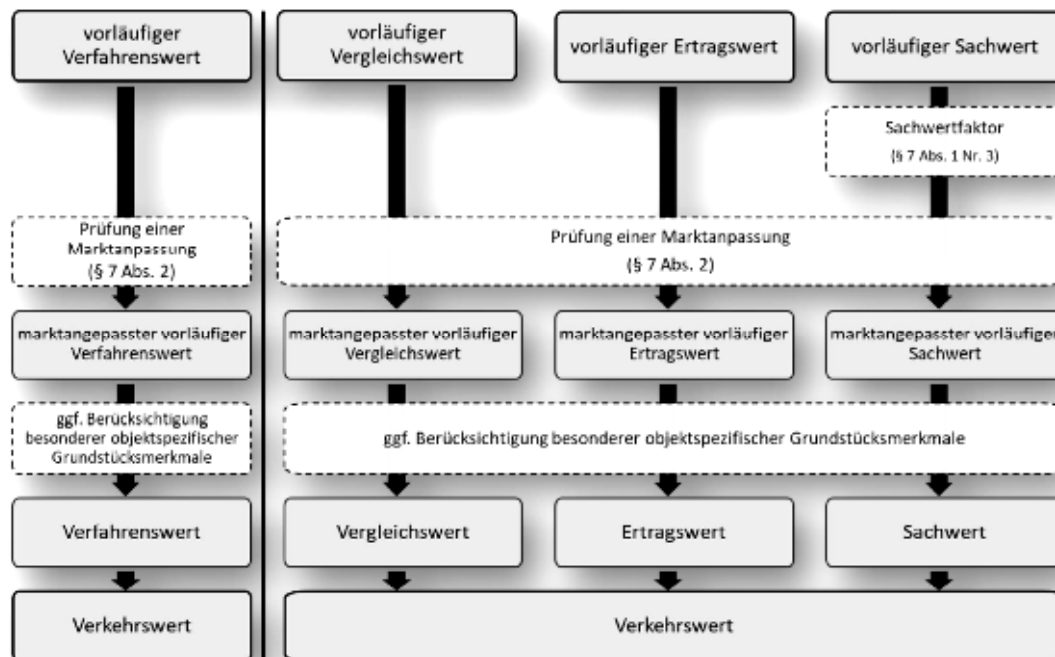 vorläufiger
Verfahrenswert
vorläufiger
Vergleichswert
vorläufiger Ertragswert
vorläufiger Sachwert
Sachwertfaktor
(§ 7 Abs. 1 Nr. 3)
Prüfung einer
Marktanpassung
(§ 7 Abs. 2)
Prüfung einer Marktanpassung
(§ 7 Abs. 2)
marktangepasster vorläufiger
Verfahrenswert
marktangepasster vorläufiger
Vergleichswert
marktangepasster vorläufiger
Ertragswert
marktangepasster vorläufiger
Sachwert
ggf. Berücksichtigung
besonderer objektspezifischer
Grundstücksmerkmale
ggf. Berücksichtigung besonderer objektspezifischer Grundstücksmerkmale
Verfahrenswert
Vergleichswert
Ertragswert
Sachwert
Verkehrswert
Verkehrswert